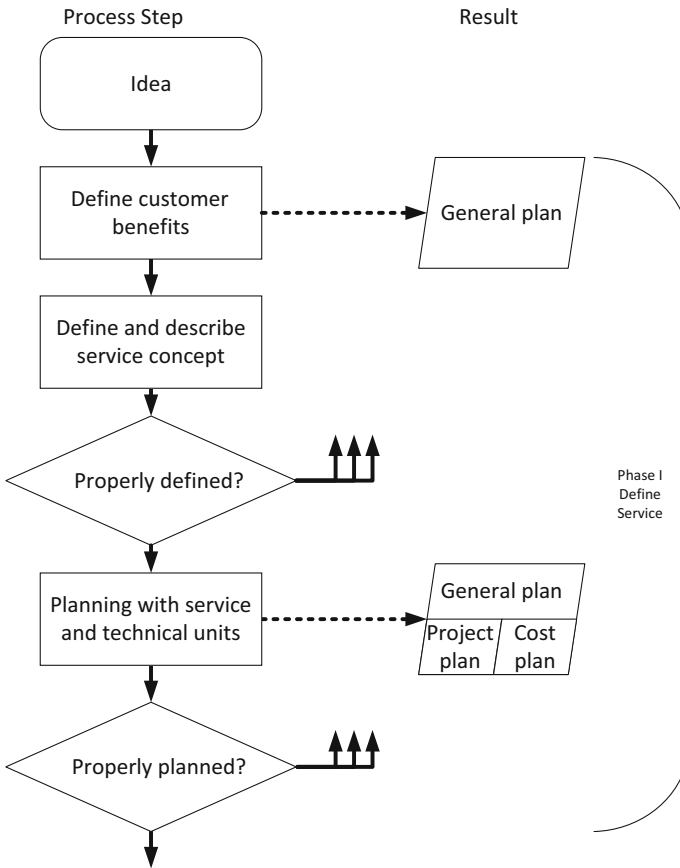 Process Step
Result
Idea
Define customer
benefits
General plan
Define and describe
service concept
Properly defined?
Phase I
Define
Service
Planning with service
and technical units
General plan
Project
plan
Cost
plan
Properly planned?